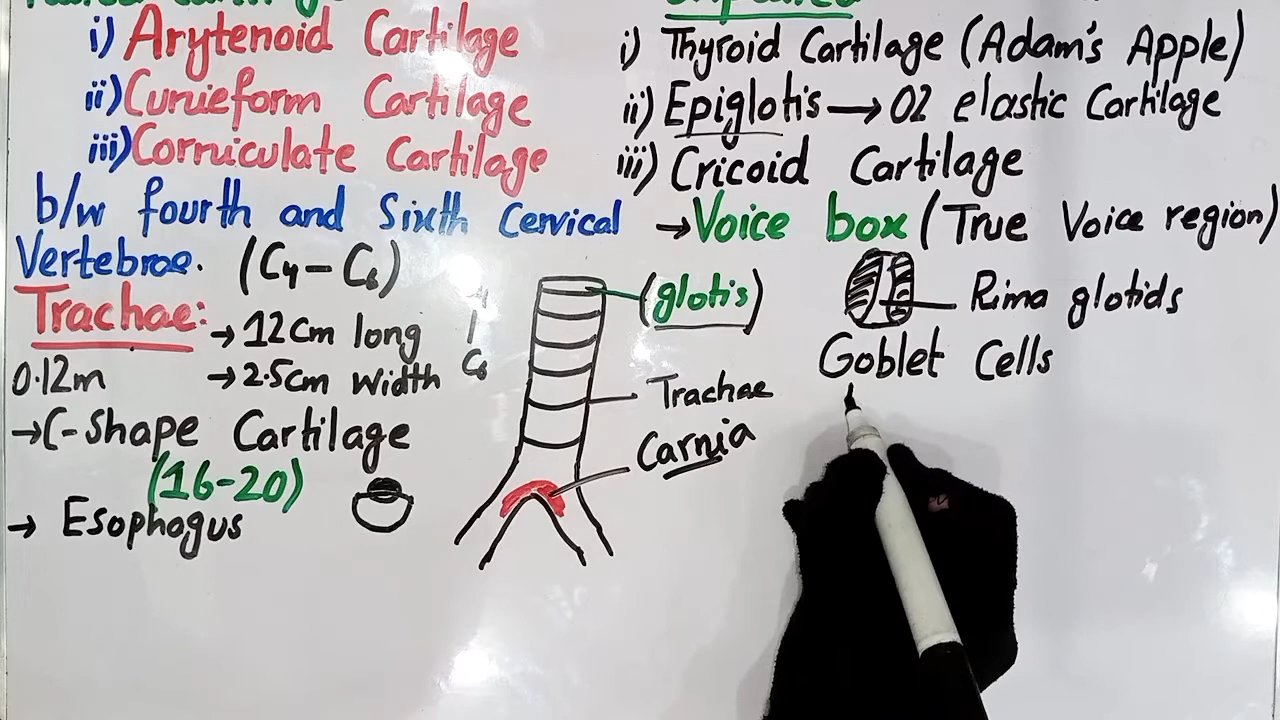 i) Arytenoid Cartilage
ii) Cunieform Cartilage
iii) Corniculate Cartilage
b/w fourth and Sixth Cervical
Vertebrae. (C4 – C6)
i) Thyroid Cartilage (Adam's Apple)
ii) Epiglotis → 02 elastic Cartilage
iii) Cricoid Cartilage
→ Voice box (True Voice region)
Rima glotids
Goblet Cells
Trachae:
→ 12cm long
0.12m
→ 2.5cm width
→ C-shape Cartilage
(16-20)
→ Esophogus
C6
(glotis)
Trachae
Carnia